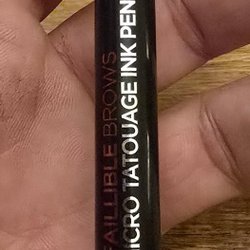 FAILLIBLE BROWS
MICRO TATOUAGE INK PEN